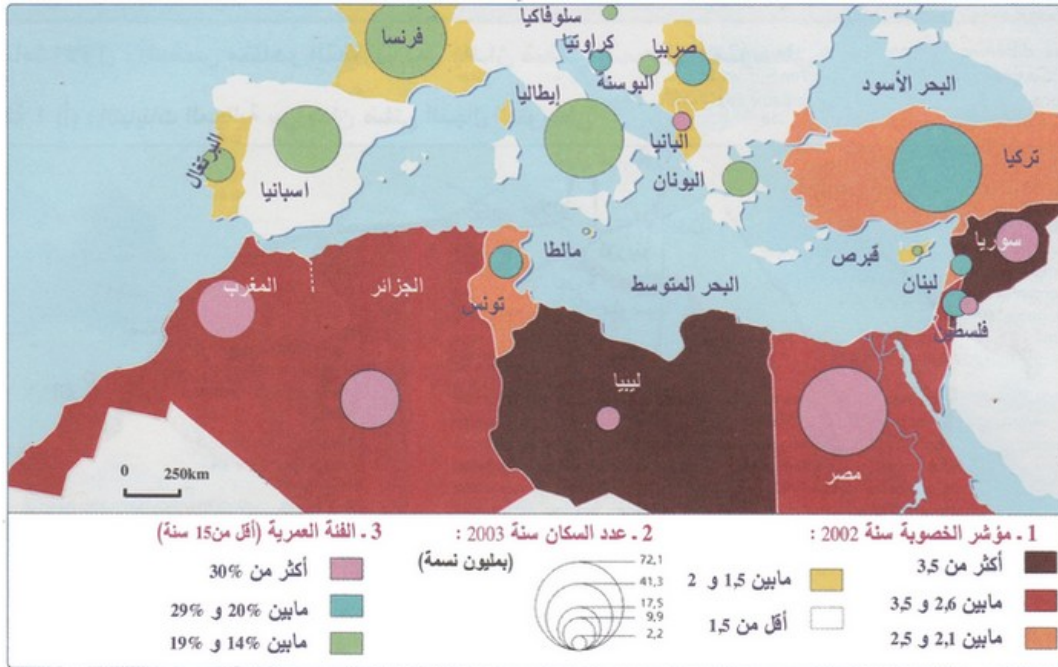 سلوفاكيا
فرنسا
كراوتيا
صربيا
البوسنة
البحر الأسود
إيطاليا
البرتغال
اسبانيا
البانيا
اليونان
تركيا
مالطا
قبرص
سوريا
لبنان
المغرب
الجزائر
تونس
البحر المتوسط
فلسطين
ليبيا
مصر
0 250km
1 - مؤشر الخصوبة سنة 2002 :
أكثر من 3,5
مابين 2,6 و 3,5
مابين 2,1 و 2,5
مابين 1,5 و 2
أقل من 1,5
2 - عدد السكان سنة 2003 :
(بمليون نسمة)
72,1
41,3
17,5
9,9
2,2
3 - الفئة العمرية (أقل من15 سنة)
أكثر من %30
مابين %20 و %29
مابين %14 و %19